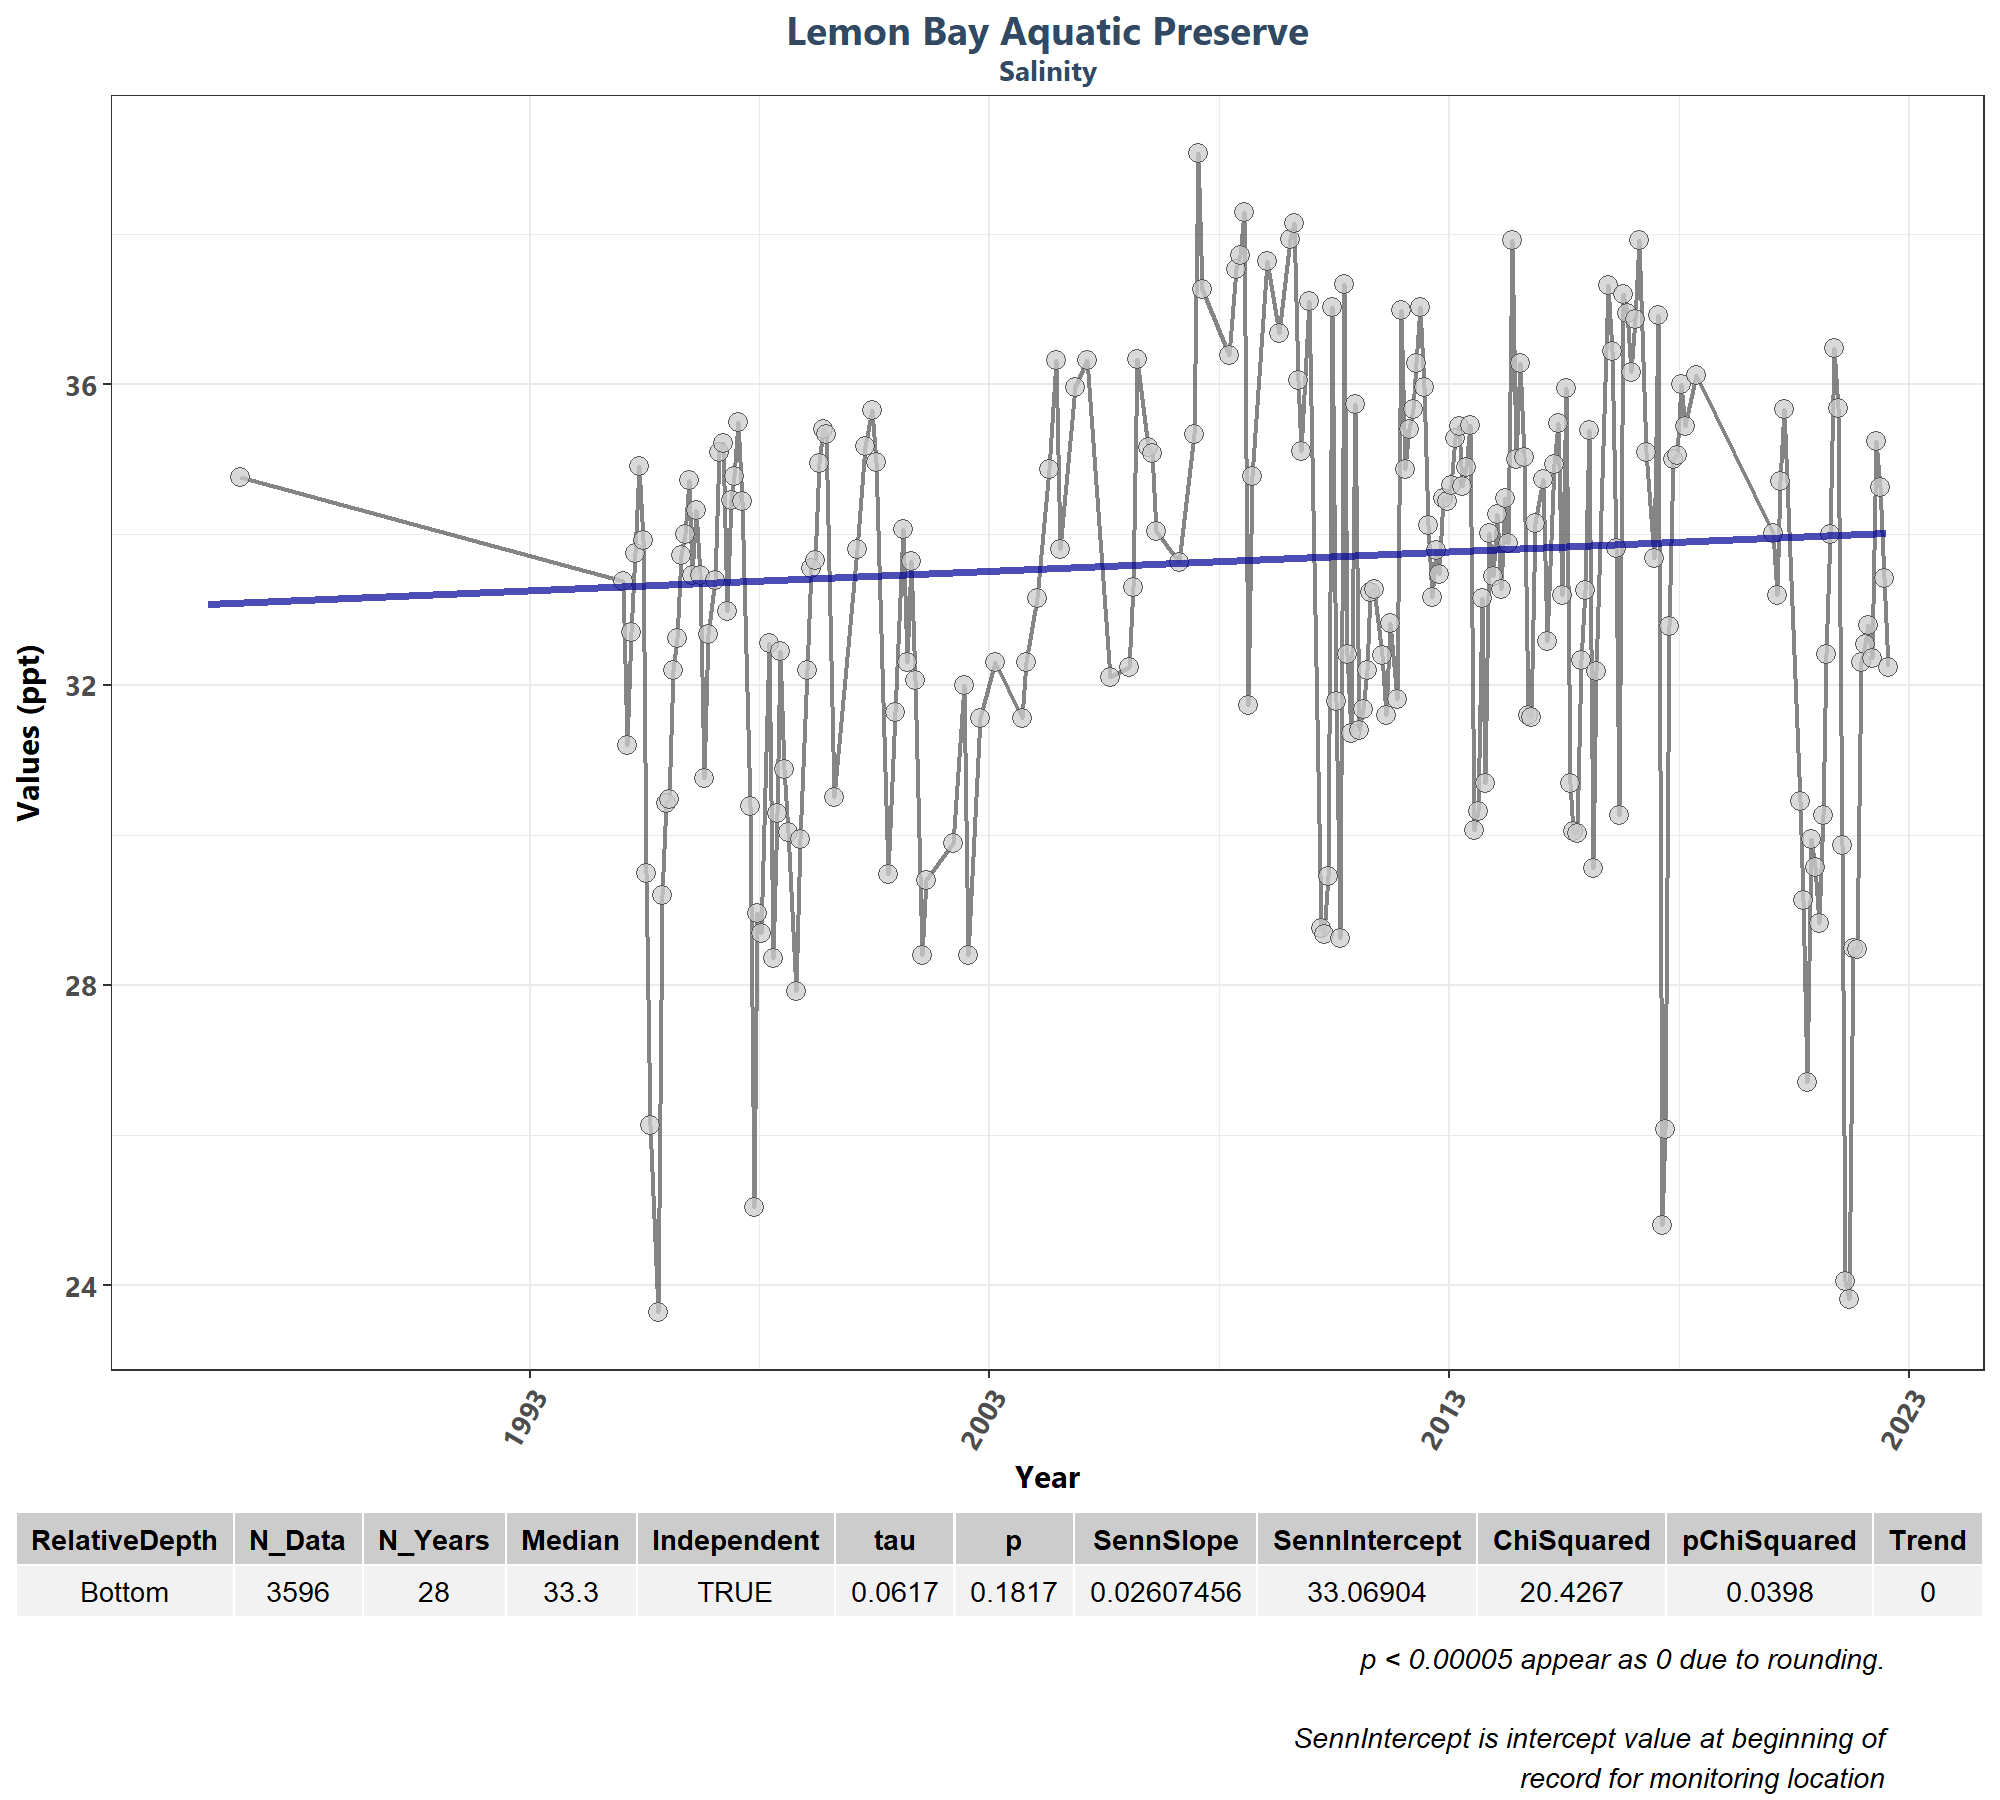 Lemon Bay Aquatic Preserve
Salinity
Values (ppt)
36
32
28
24
1993
2003
2013
2023
Year
RelativeDepth N_Data N_Years Median Independent tau p SennSlope SennIntercept ChiSquared pChiSquared Trend
Bottom 3596 28 33.3 TRUE 0.0617 0.1817 0.02607456 33.06904 20.4267 0.0398 0
p < 0.00005 appear as 0 due to rounding.
SennIntercept is intercept value at beginning of
record for monitoring location